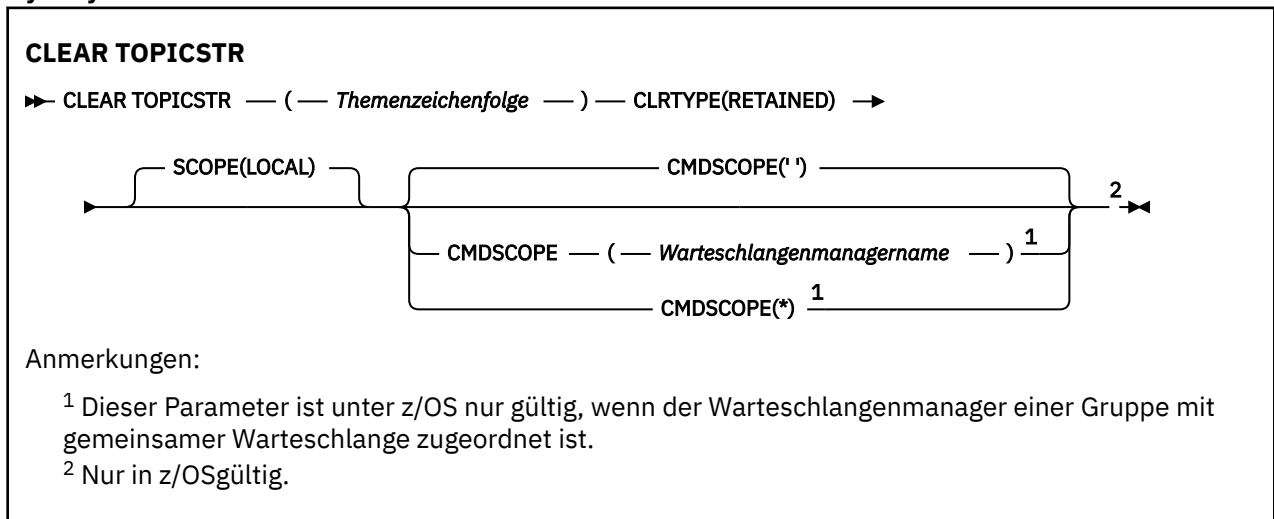 CLEAR TOPICSTR
CLEAR TOPICSTR ( Themenzeichenfolge ) CLRTYPE(RETAINED)
SCOPE(LOCAL) CMDSCOPE(' ')
2
CMDSCOPE ( Warteschlangenmanagername ) 1
CMDSCOPE(*) 1
Anmerkungen:
1 Dieser Parameter ist unter z/OS nur gültig, wenn der Warteschlangenmanager einer Gruppe mit
gemeinsamer Warteschlange zugeordnet ist.
2 Nur in z/OSgültig.